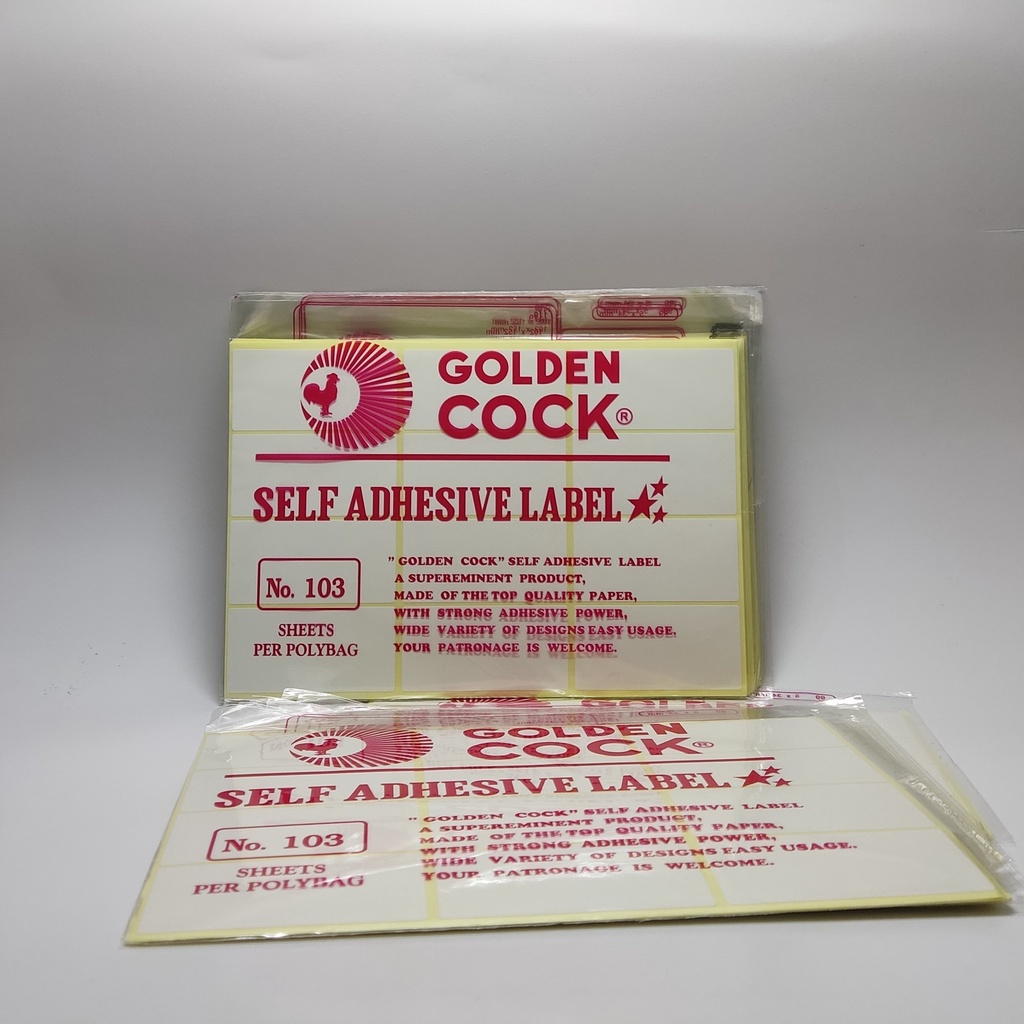 GOLDEN
COCK®
SELF ADHESIVE LABEL
No. 103
SHEETS
PER POLYBAG
" GOLDEN COCK" SELF ADHESIVE LABEL
A SUPEREMINENT PRODUCT,
MADE OF THE TOP QUALITY PAPER,
WITH STRONG ADHESIVE POWER,
WIDE VARIETY OF DESIGNS EASY USAGE.
YOUR PATRONAGE IS WELCOME.
GOLDEN
COCK®
SELF ADHESIVE LABEL
No. 103
SHEETS
PER POLYBAG
" GOLDEN COCK" SELF ADHESIVE LABEL
A SUPEREMINENT PRODUCT,
MADE OF THE TOP QUALITY PAPER,
WITH STRONG ADHESIVE POWER,
WIDE VARIETY OF DESIGNS EASY USAGE.
YOUR PATRONAGE IS WELCOME.